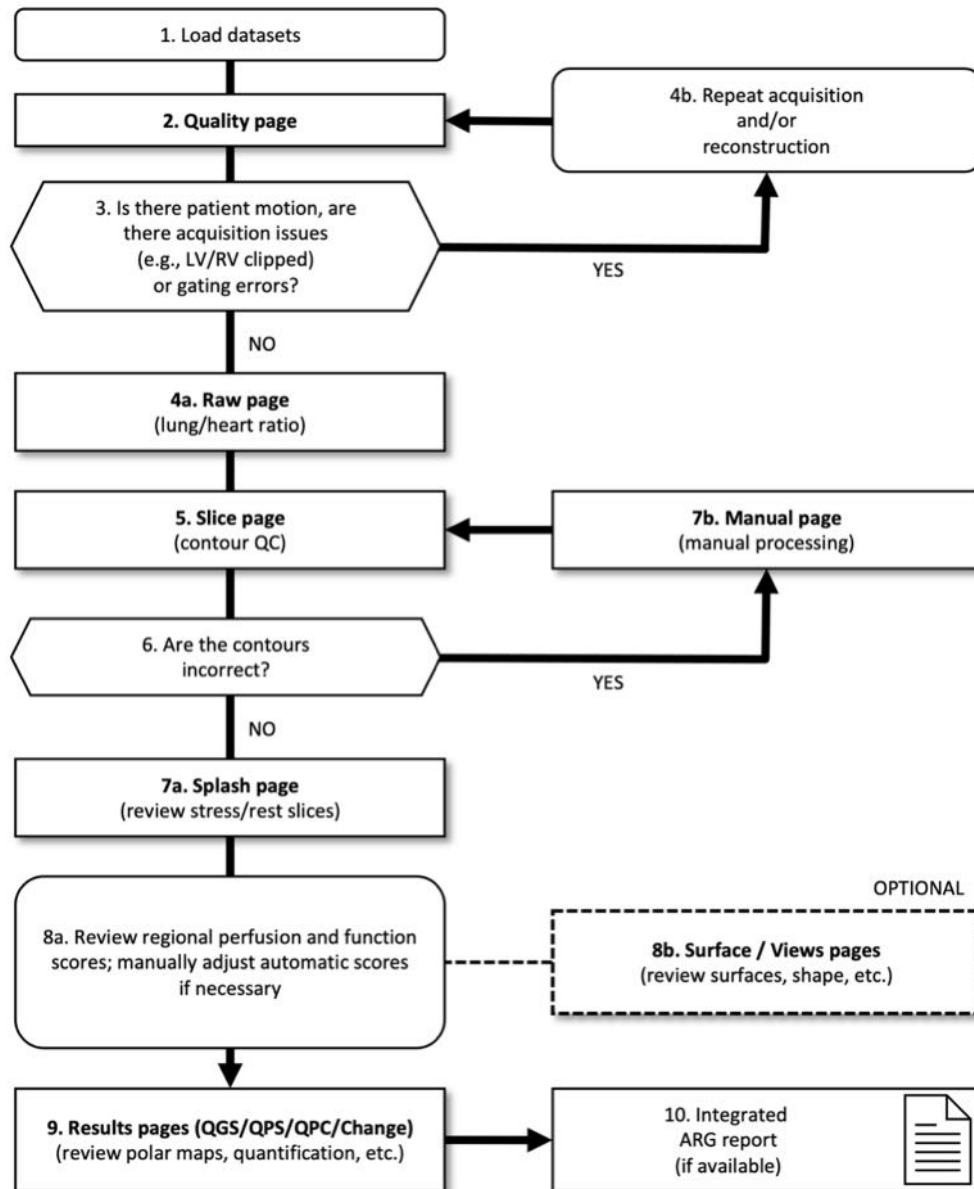 1. Load datasets
2. Quality page
4b. Repeat acquisition
and/or
reconstruction
3. Is there patient motion, are
there acquisition issues
(e.g., LV/RV clipped)
or gating errors?
YES
NO
4a. Raw page
(lung/heart ratio)
5. Slice page
(contour QC)
7b. Manual page
(manual processing)
6. Are the contours
incorrect?
YES
NO
7a. Splash page
(review stress/rest slices)
OPTIONAL
8a. Review regional perfusion and function
scores; manually adjust automatic scores
if necessary
8b. Surface / Views pages
(review surfaces, shape, etc.)
9. Results pages (QGS/QPS/QPC/Change)
(review polar maps, quantification, etc.)
10. Integrated
ARG report
(if available)